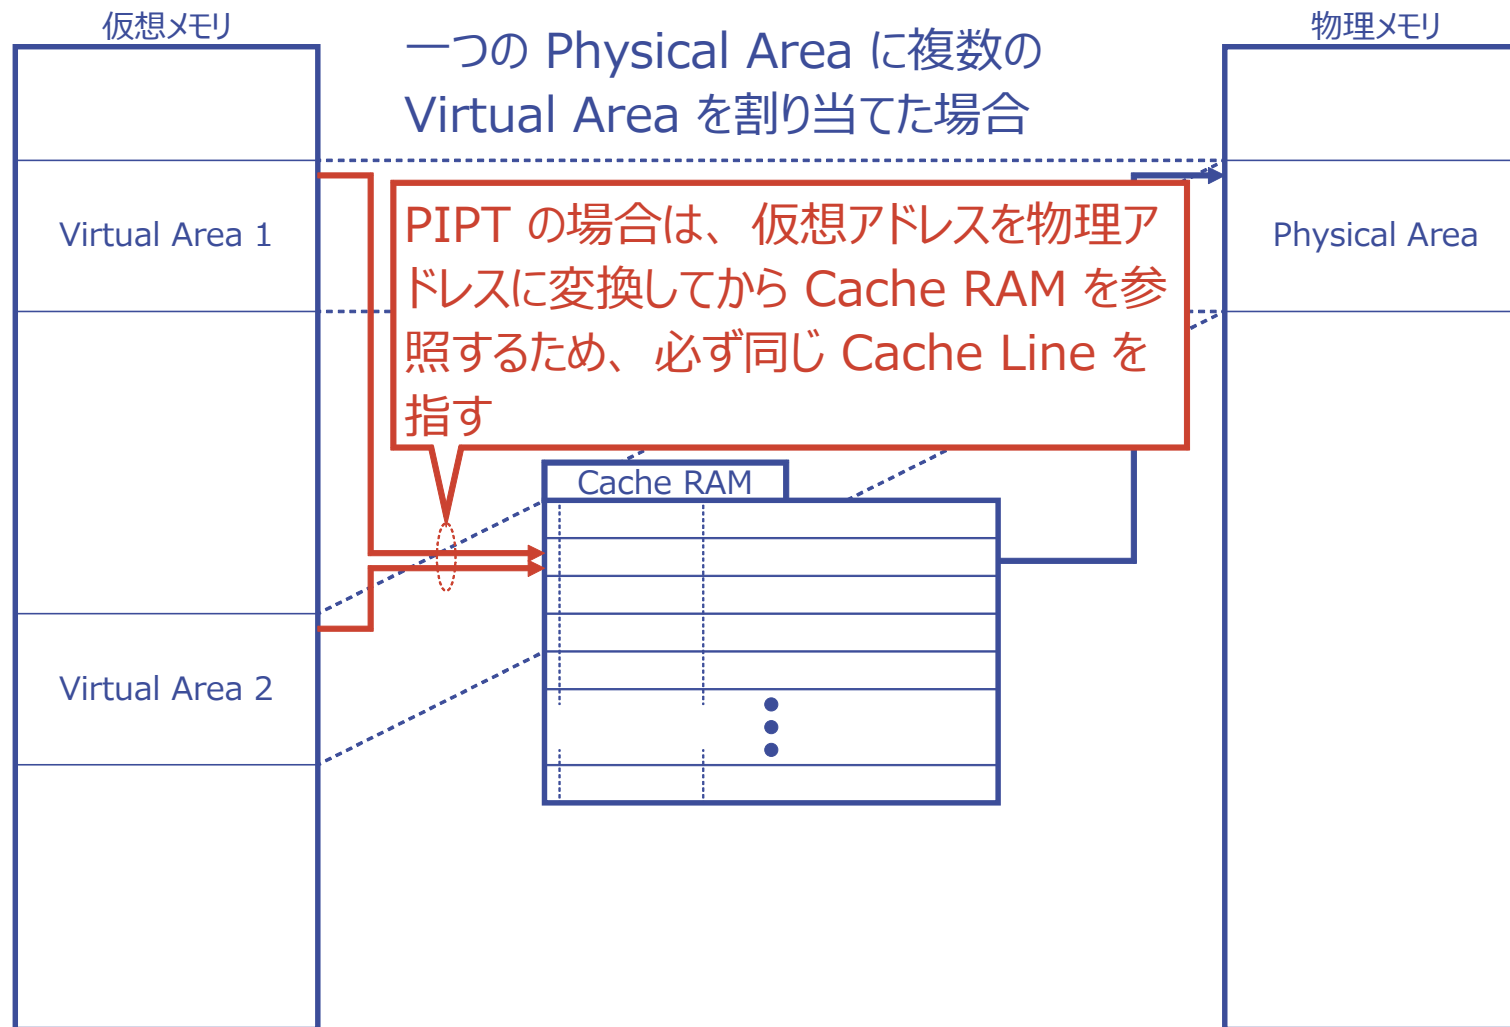 仮想メモリ
一つの Physical Area に複数の
Virtual Area を割り当てた場合
物理メモリ
Virtual Area 1
PIPT の場合は、仮想アドレスを物理ア
ドレスに変換してから Cache RAM を参
照するため、必ず同じ Cache Line を
指す
Physical Area
Cache RAM
Virtual Area 2